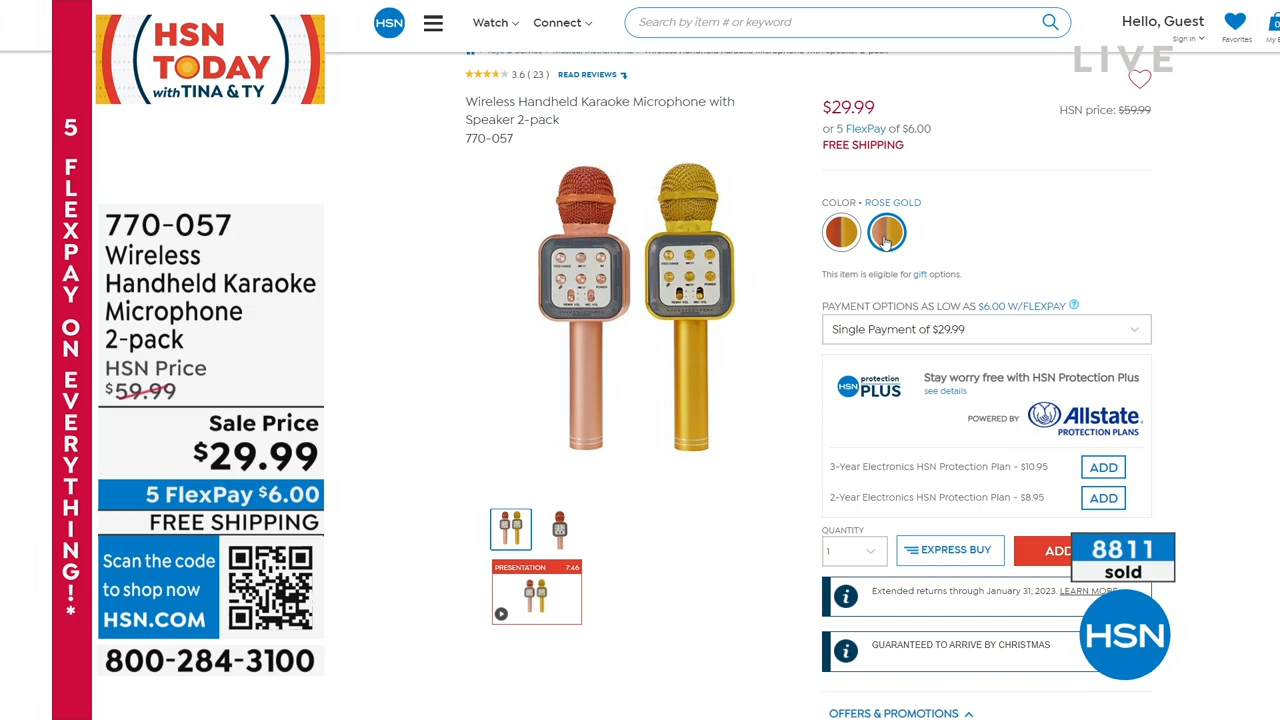 5 FLEXPAY ON EVERYTHING!*
HSN
TODAY
with TINA & TY
770-057
Wireless
Handheld Karaoke
Microphone
2-pack
HSN Price
$59.99
Sale Price
$29.99
5 FlexPay $6.00
FREE SHIPPING
Scan the code
to shop now
HSN.COM
800-284-3100
HSN
Watch
Connect
Search by item # or keyword
Hello, Guest
Sign In
Favorites
LIVE
3.6 ( 23 ) READ REVIEWS
Wireless Handheld Karaoke Microphone with
Speaker 2-pack
770-057
PRESENTATION 7:46
$29.99
HSN price: $59.99
or 5 FlexPay of $6.00
FREE SHIPPING
COLOR • ROSE GOLD
This item is eligible for gift options.
PAYMENT OPTIONS AS LOW AS $6.00 W/FLEXPAY ?
Single Payment of $29.99
HSN protection PLUS
Stay worry free with HSN Protection Plus
see details
POWERED BY Allstate
PROTECTION PLANS
3-Year Electronics HSN Protection Plan - $10.95 ADD
2-Year Electronics HSN Protection Plan - $8.95 ADD
QUANTITY
1
EXPRESS BUY
ADD
8811
sold
Extended returns through January 31, 2023. LEARN MORE
GUARANTEED TO ARRIVE BY CHRISTMAS
HSN
OFFERS & PROMOTIONS